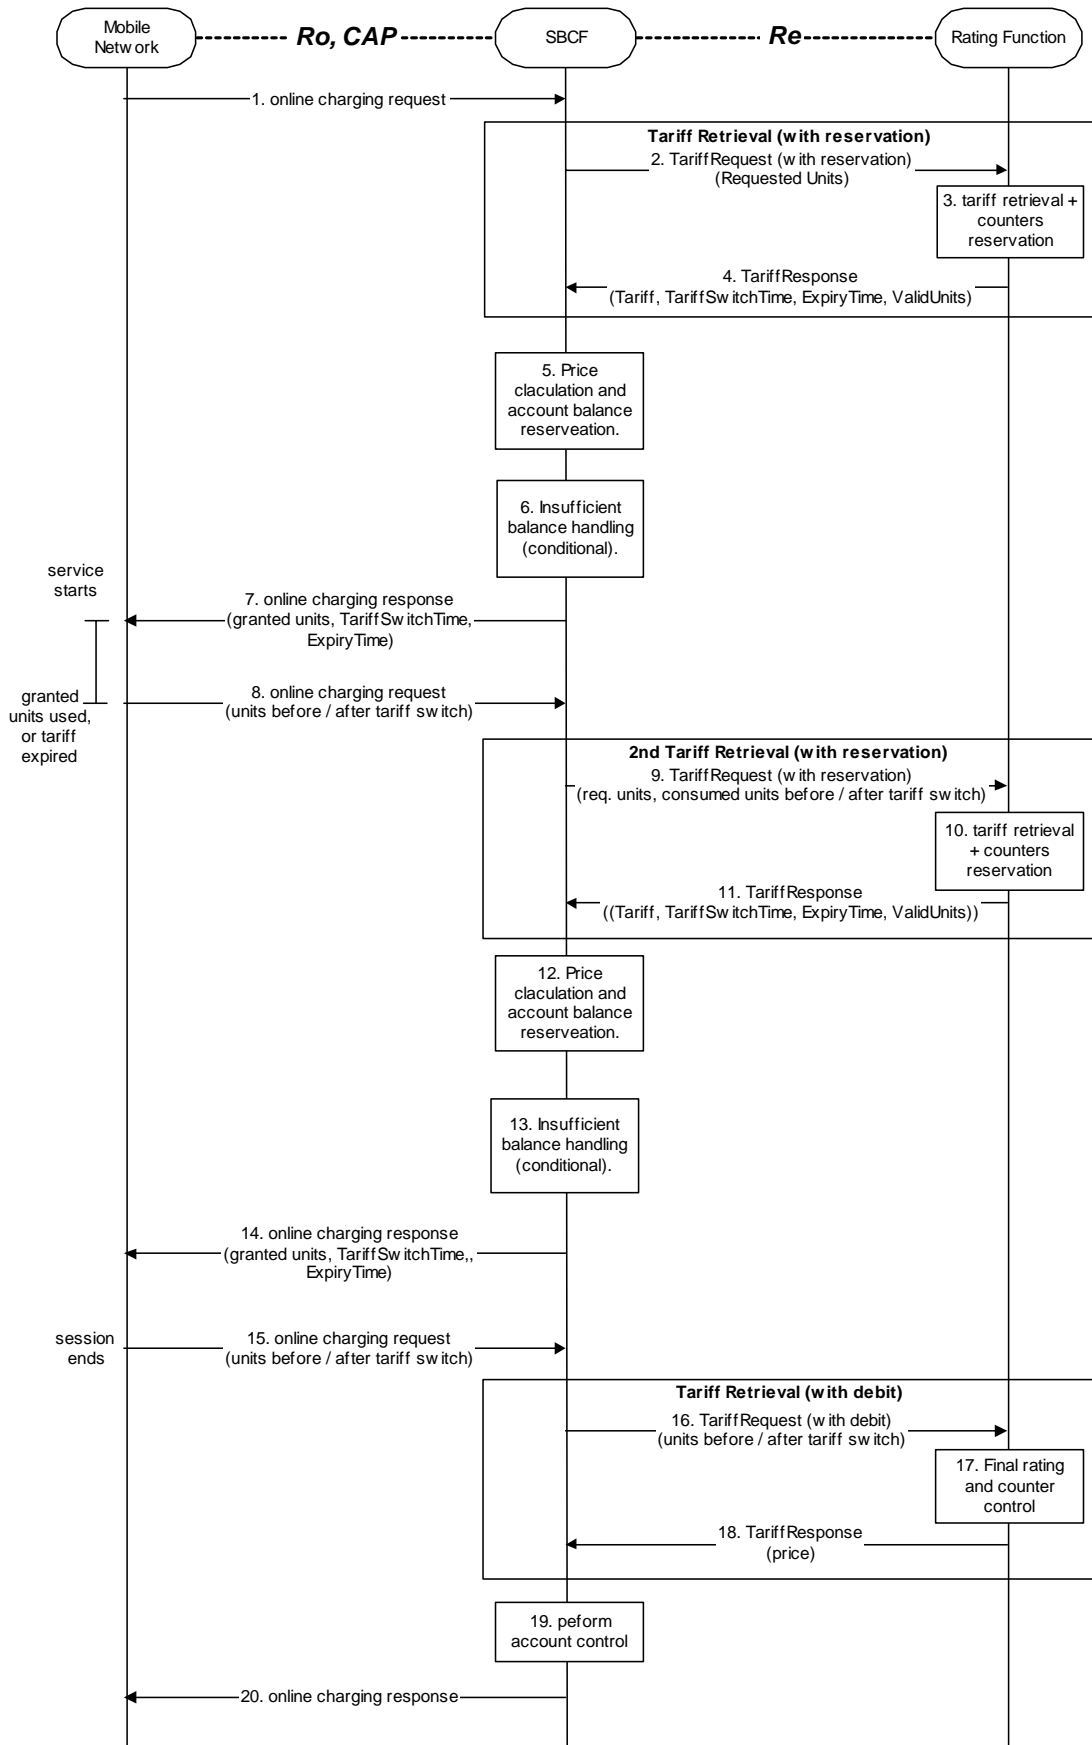 Mobile
Network
Ro, CAP
SBCF
Re
Rating Function
1. online charging request
Tariff Retrieval (with reservation)
2. TariffRequest (with reservation)
(Requested Units)
3. tariff retrieval +
counters
reservation
4. TariffResponse
(Tariff, TariffSwitchTime, ExpiryTime, ValidUnits)
5. Price
claculation and
account balance
reserveation.
6. Insufficient
balance handling
(conditional).
service
starts
7. online charging response
(granted units, TariffSwitchTime,
ExpiryTime)
granted
units used,
or tariff
expired
8. online charging request
(units before / after tariff switch)
2nd Tariff Retrieval (with reservation)
9. TariffRequest (with reservation)
(req. units, consumed units before / after tariff switch)
10. tariff retrieval
+ counters
reservation
11. TariffResponse
((Tariff, TariffSwitchTime, ExpiryTime, ValidUnits))
12. Price
claculation and
account balance
reserveation.
13. Insufficient
balance handling
(conditional).
14. online charging response
(granted units, TariffSwitchTime,,
ExpiryTime)
session
ends
15. online charging request
(units before / after tariff switch)
Tariff Retrieval (with debit)
16. TariffRequest (with debit)
(units before / after tariff switch)
17. Final rating
and counter
control
18. TariffResponse
(price)
19. peform
account control
20. online charging response